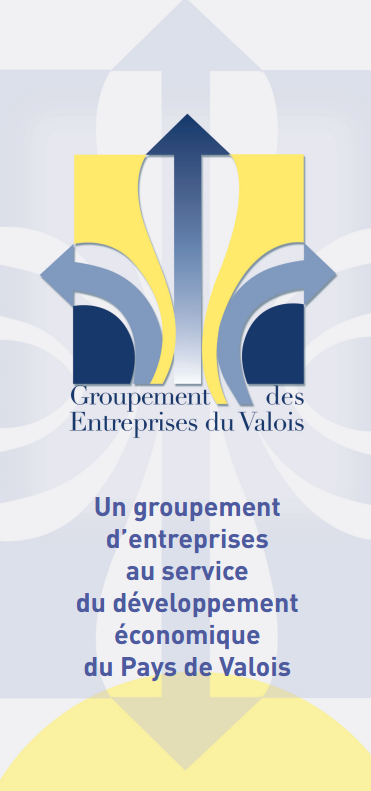 Groupement des
Entreprises du Valois
Un groupement
d'entreprises
au service
du développement
économique
du Pays de Valois